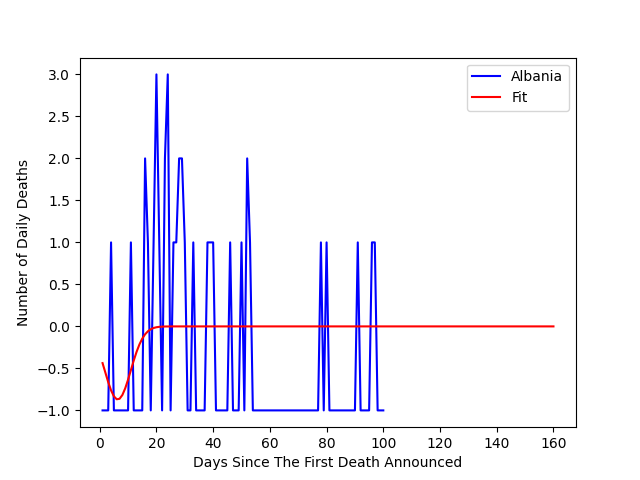 Albania
Fit
Number of Daily Deaths
3.0
2.5
2.0
1.5
1.0
0.5
0.0
−0.5
−1.0
0 20 40 60 80 100 120 140 160
Days Since The First Death Announced